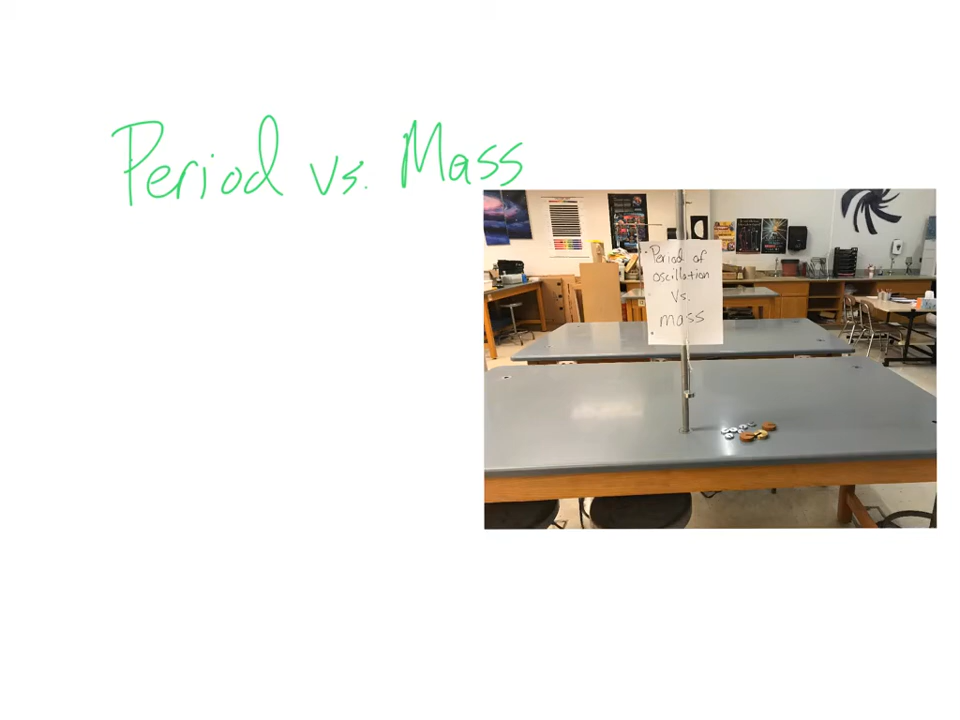 Period vs. Mass
Period of
oscillation
vs.
mass